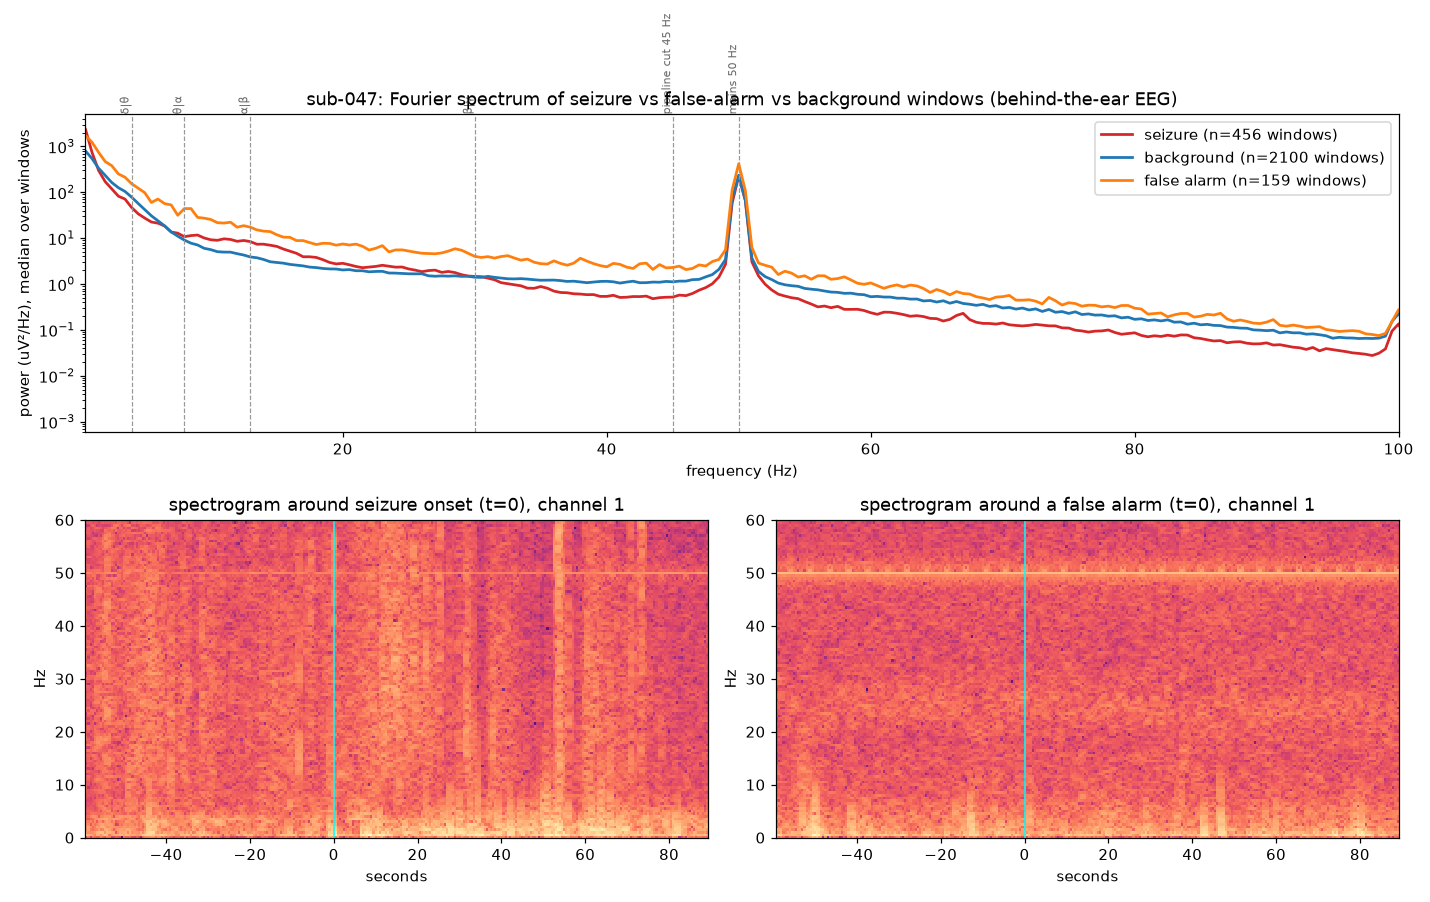 δ|θ
θ|α
α|β
pipeline cut 45 Hz
mains 50 Hz
sub-047: Fourier spectrum of seizure vs false-alarm vs background windows (behind-the-ear EEG)
seizure (n=456 windows)
background (n=2100 windows)
false alarm (n=159 windows)
power (uV²/Hz), median over windows
10³
10²
10¹
10⁰
10⁻¹
10⁻²
10⁻³
20
40
60
80
100
frequency (Hz)
spectrogram around seizure onset (t=0), channel 1
Hz
60
50
40
30
20
10
0
−40
−20
0
20
40
60
80
seconds
spectrogram around a false alarm (t=0), channel 1
Hz
60
50
40
30
20
10
0
−40
−20
0
20
40
60
80
seconds